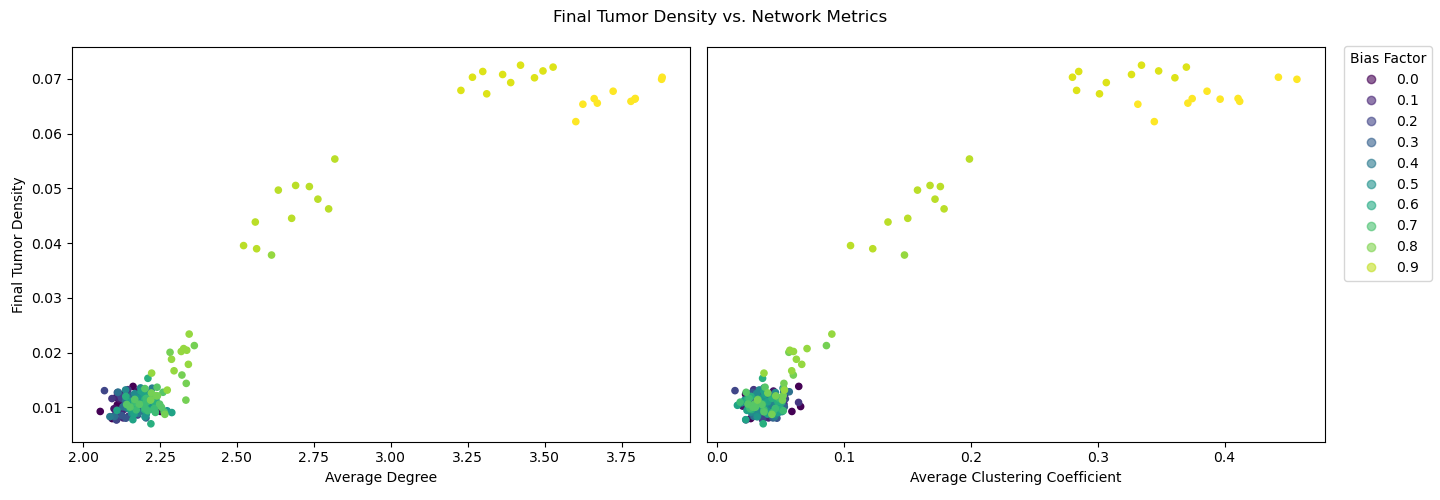 Final Tumor Density vs. Network Metrics
Final Tumor Density
0.07
0.06
0.05
0.04
0.03
0.02
0.01
2.00 2.25 2.50 2.75 3.00 3.25 3.50 3.75
Average Degree
0.0 0.1 0.2 0.3 0.4
Average Clustering Coefficient
Bias Factor
0.0
0.1
0.2
0.3
0.4
0.5
0.6
0.7
0.8
0.9